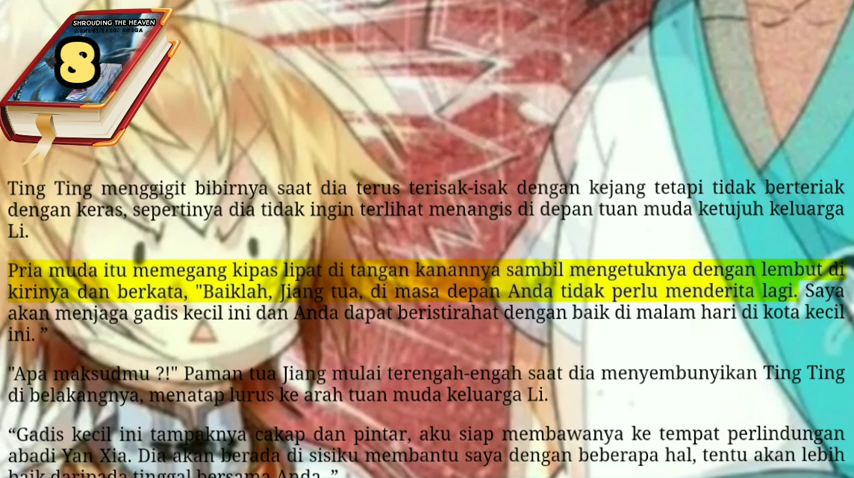 SHROUDING THE HEAVEN
8
Ting Ting menggigit bibirnya saat dia terus terisak-isak dengan kejang tetapi tidak berteriak
dengan keras, sepertinya dia tidak ingin terlihat menangis di depan tuan muda ketujuh keluarga
Li.
Pria muda itu memegang kipas lipat di tangan kanannya sambil mengetuknya dengan lembut di
kirinya dan berkata, "Baiklah, Jiang tua, di masa depan Anda tidak perlu menderita lagi. Saya
akan menjaga gadis kecil ini dan Anda dapat beristirahat dengan baik di malam hari di kota kecil
ini. ”
"Apa maksudmu ?!" Paman tua Jiang mulai terengah-engah saat dia menyembunyikan Ting Ting
di belakangnya, menatap lurus ke arah tuan muda keluarga Li.
“Gadis kecil ini tampaknya cakap dan pintar, aku siap membawanya ke tempat perlindungan
abadi Yan Xia. Dia akan berada di sisiku membantu saya dengan beberapa hal, tentu akan lebih
baik daripada tinggal bersama Anda. ”